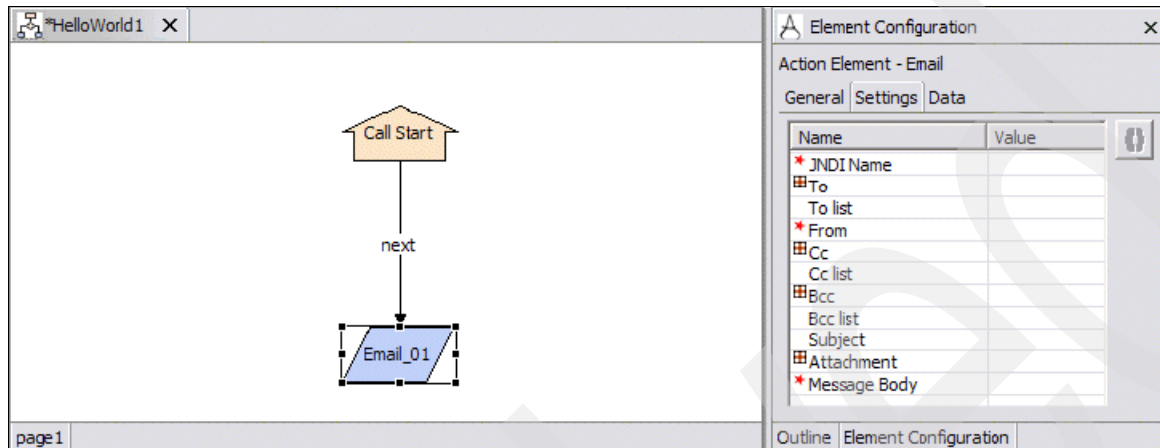 *HelloWorld1 X
Call Start
next
Email_01
page1
Element Configuration
Action Element - Email
General Settings Data
Name Value
* JNDI Name
To
To list
* From
Cc
Cc list
Bcc
Bcc list
Subject
Attachment
* Message Body
Outline Element Configuration